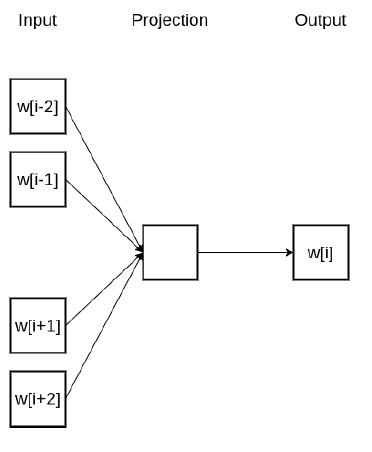 Input Projection Output
w[i-2]
w[i-1]
w[i]
w[i+1]
w[i+2]